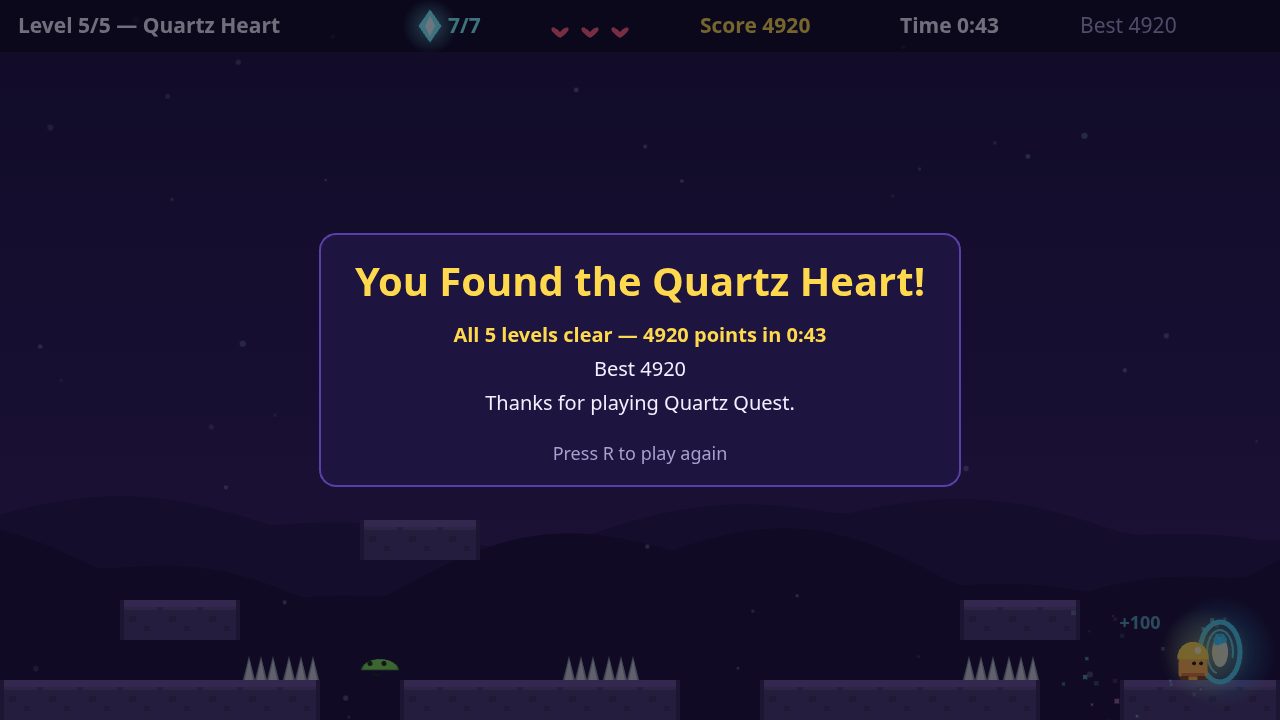 Level 5/5 — Quartz Heart 7/7 Score 4920 Time 0:43 Best 4920
You Found the Quartz Heart!
All 5 levels clear — 4920 points in 0:43
Best 4920
Thanks for playing Quartz Quest.
Press R to play again
+100